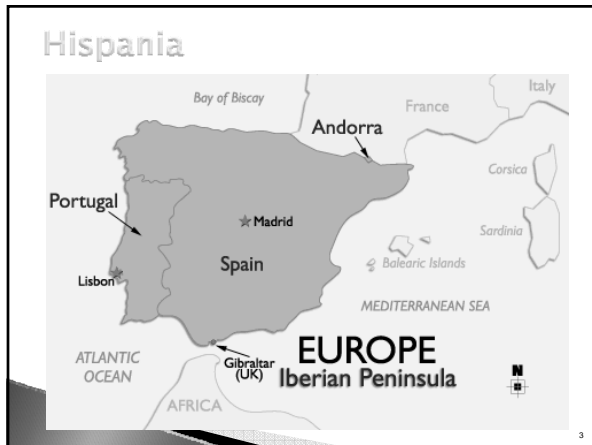 Hispania
Bay of Biscay
France
Italy
Andorra
Corsica
Portugal
Madrid
Sardinia
Spain
Lisbon
Balearic Islands
MEDITERRANEAN SEA
ATLANTIC
OCEAN
Gibraltar
(UK)
EUROPE
Iberian Peninsula
N
AFRICA
3